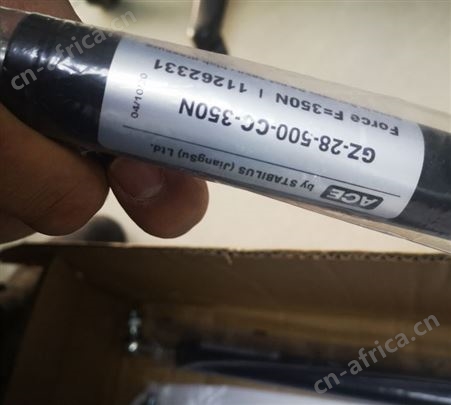 ACE
by STABILUS (JiangSu) Ltd.
GZ-28-500-CC-350N
Force F=350N | 11262331
cn-africa.cn
cn-africa.cn
cn-africa.cn